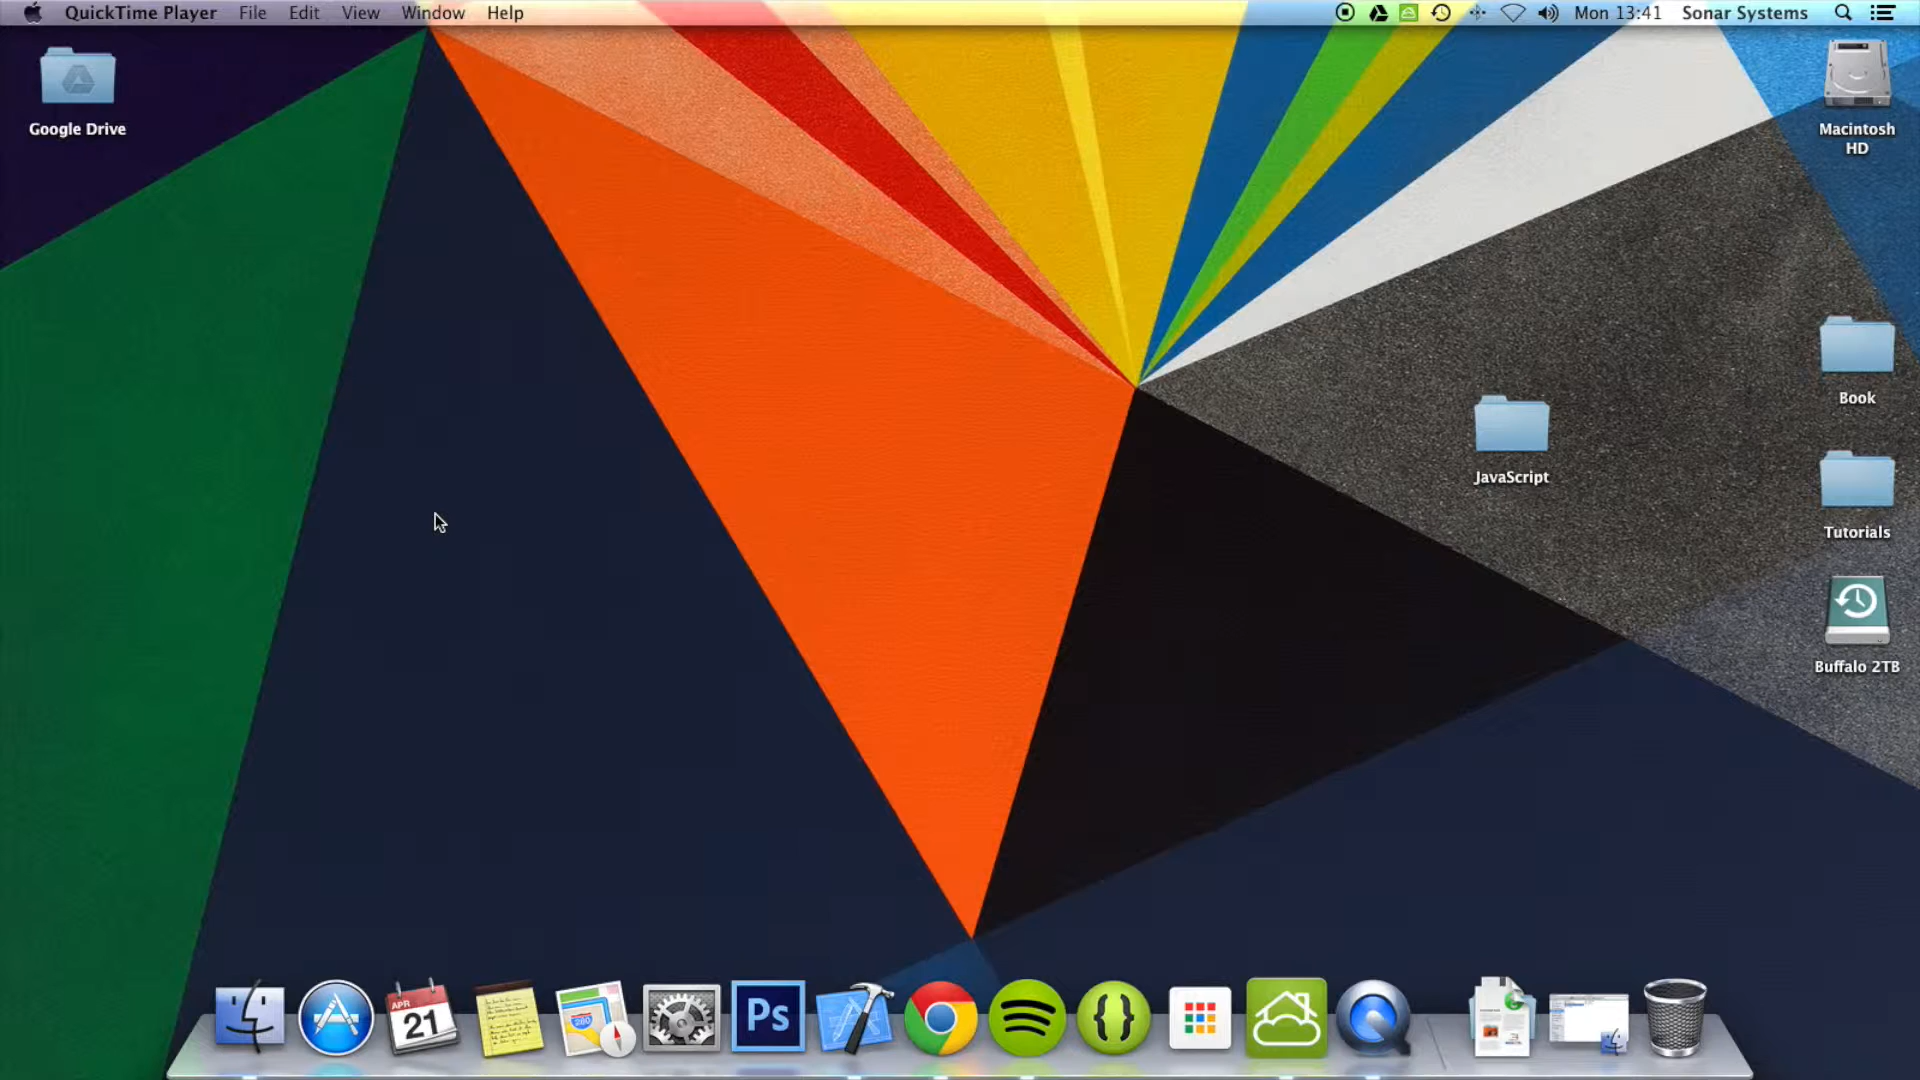 QuickTime Player File Edit View Window Help Mon 13:41 Sonar Systems
Google Drive
Macintosh
HD
Book
JavaScript
Tutorials
Buffalo 2TB
APR
21
280
Ps